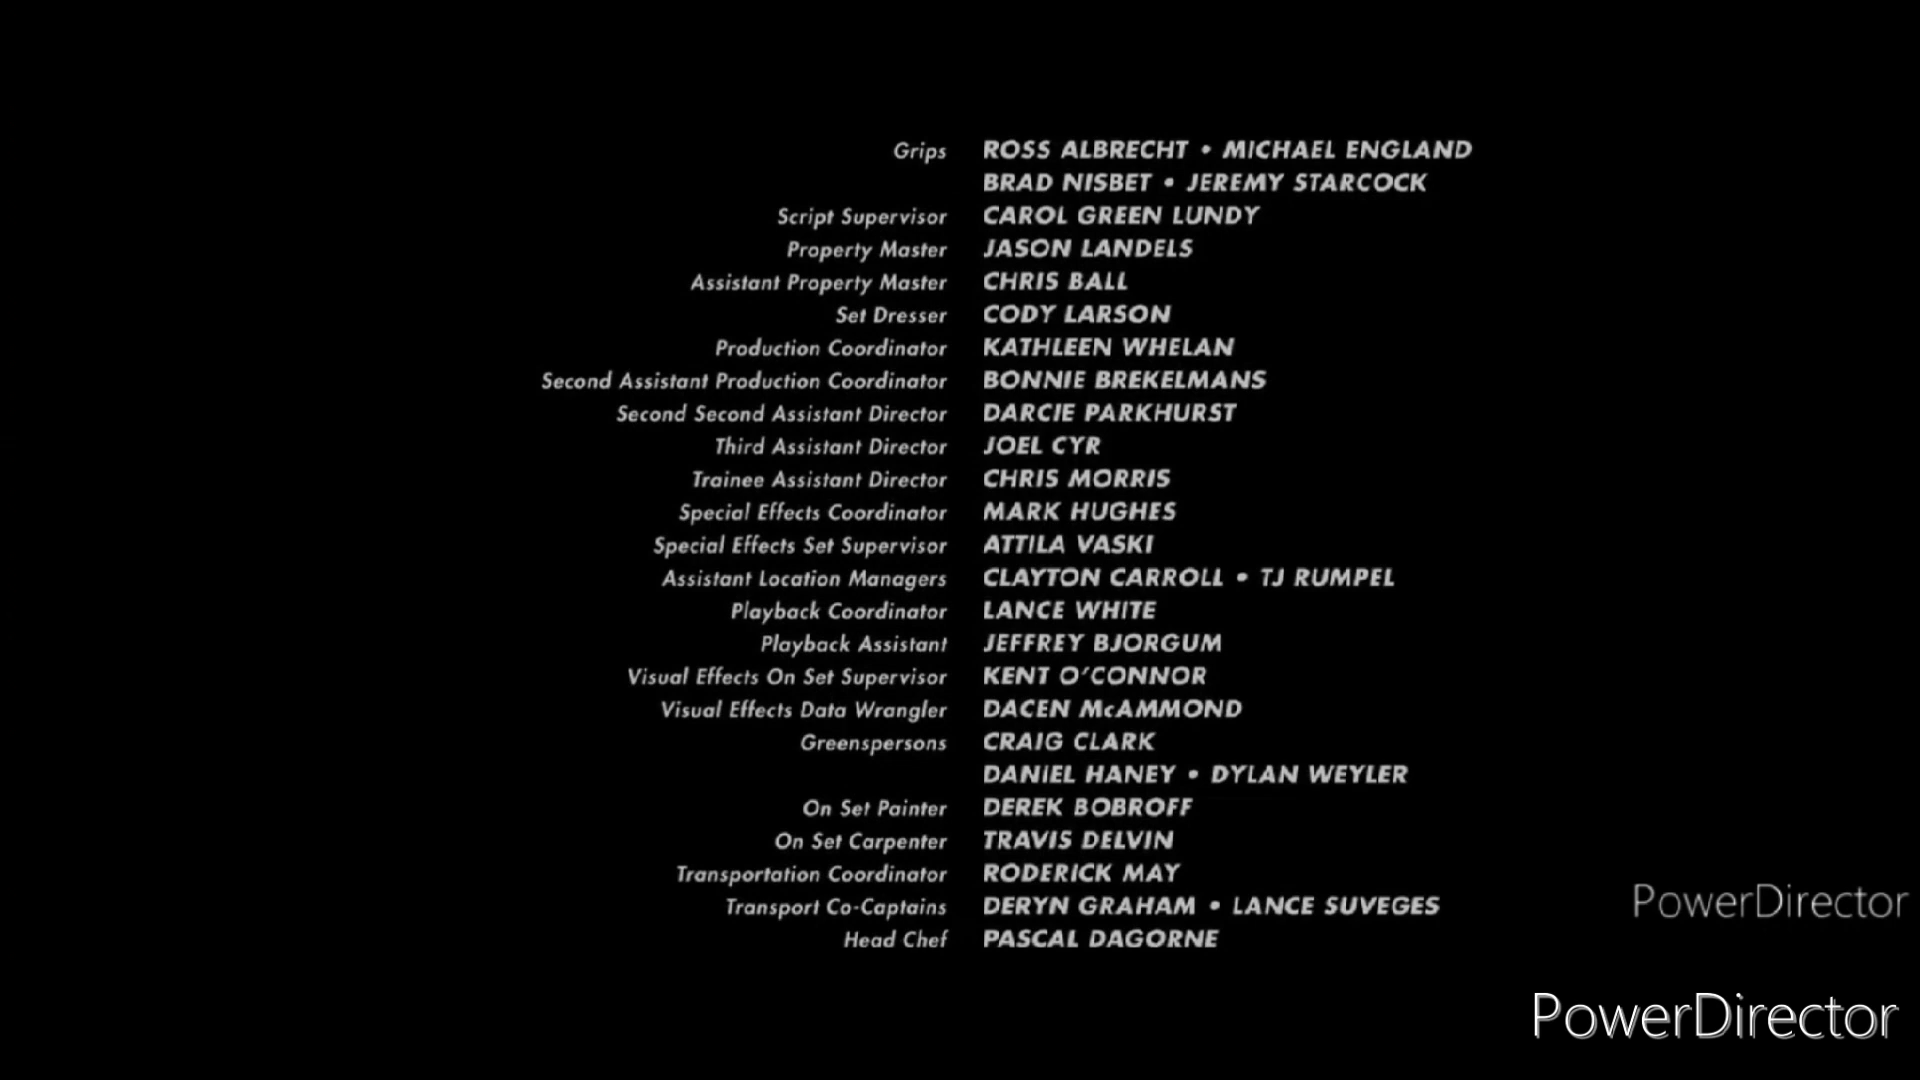 Grips ROSS ALBRECHT • MICHAEL ENGLAND
BRAD NISBET • JEREMY STARCOCK
Script Supervisor CAROL GREEN LUNDY
Property Master JASON LANDELS
Assistant Property Master CHRIS BALL
Set Dresser CODY LARSON
Production Coordinator KATHLEEN WHELAN
Second Assistant Production Coordinator BONNIE BREKELMANS
Second Second Assistant Director DARCIE PARKHURST
Third Assistant Director JOEL CYR
Trainee Assistant Director CHRIS MORRIS
Special Effects Coordinator MARK HUGHES
Special Effects Set Supervisor ATTILA VASKI
Assistant Location Managers CLAYTON CARROLL • TJ RUMPEL
Playback Coordinator LANCE WHITE
Playback Assistant JEFFREY BJORGUM
Visual Effects On Set Supervisor KENT O'CONNOR
Visual Effects Data Wrangler DACEN McAMMOND
Greenspersons CRAIG CLARK
DANIEL HANEY • DYLAN WEYLER
On Set Painter DEREK BOBROFF
On Set Carpenter TRAVIS DELVIN
Transportation Coordinator RODERICK MAY
Transport Co-Captains DERYN GRAHAM • LANCE SUVEGES
Head Chef PASCAL DAGORNE
PowerDirector
PowerDirector